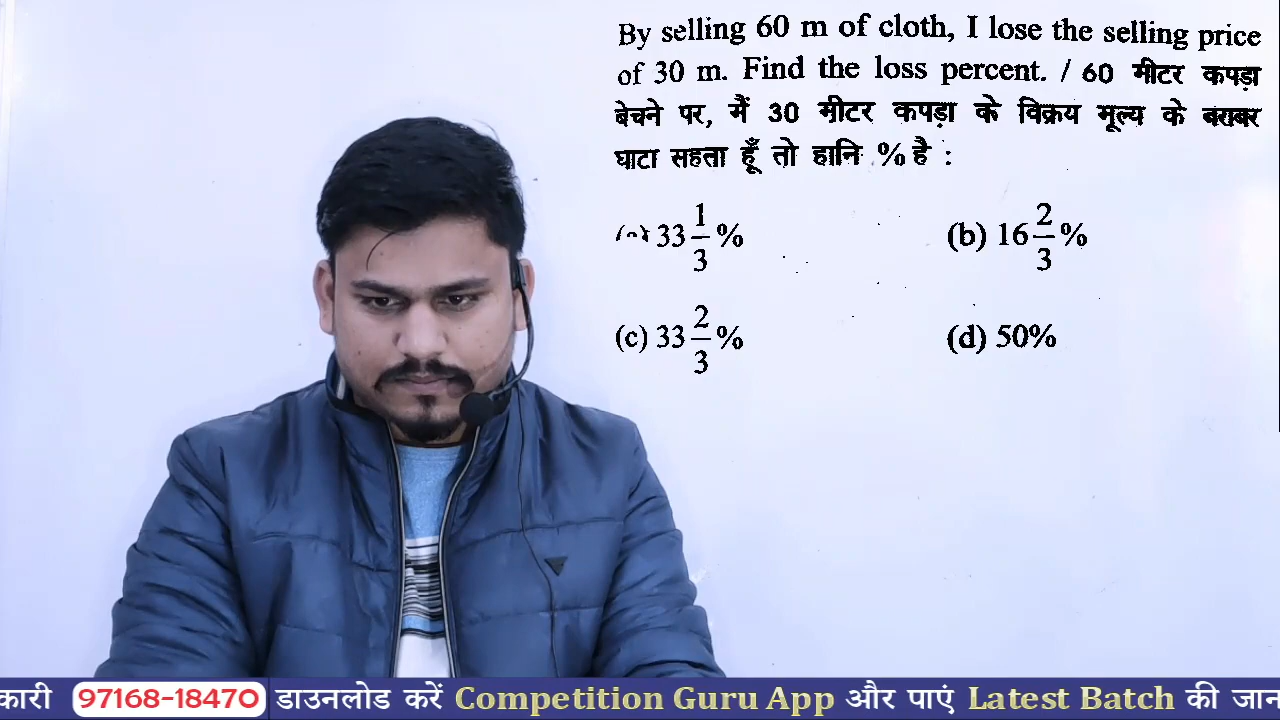 By selling 60 m of cloth, I lose the selling price
of 30 m. Find the loss percent. / 60 मीटर कपड़ा
बेचने पर, मैं 30 मीटर कपड़ा के विक्रय मूल्य के बराबर
घाटा सहता हूँ तो हानि % है :
33 1/3 % (b) 16 2/3 %
(c) 33 2/3 % (d) 50%
कारी 97168-18470 डाउनलोड करें Competition Guru App और पाएं Latest Batch की जान